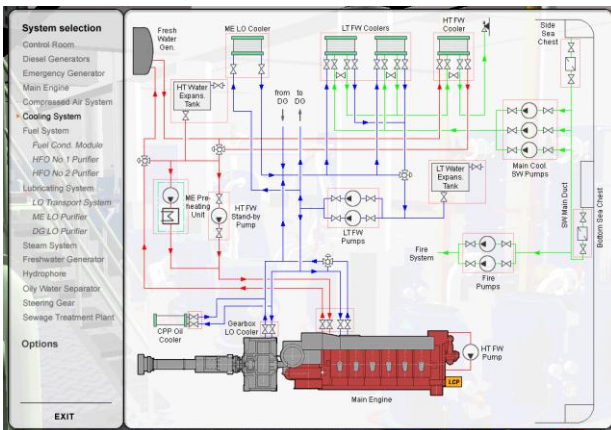 System selection
Control Room
Diesel Generators
Emergency Generator
Main Engine
Compressed Air System
Cooling System
Fuel System
Fuel Cond. Module
HFO No 1 Purifier
HFO No 2 Purifier
Lubricating System
LO Transport System
ME LO Purifier
DG LO Purifier
Steam System
Freshwater Generator
Hydrophore
Oily Water Separator
Steering Gear
Sewage Treatment Plant
Options
EXIT
Fresh
Water
Gen.
ME LO Cooler
LT FW Coolers
HT FW
Cooler
Side
Sea
Chest
HT Water
Expans.
Tank
from
DG
to
DG
Main Cool.
SW Pumps
LT Water
Expans.
Tank
ME Pre-
heating
Unit
HT FW
Stand-by
Pump
LT FW
Pumps
SW Main Duct
Bottom Sea Chest
Fire
System
Fire
Pumps
CPP Oil
Cooler
Gearbox
LO Cooler
HT FW
Pump
LCP
Main Engine